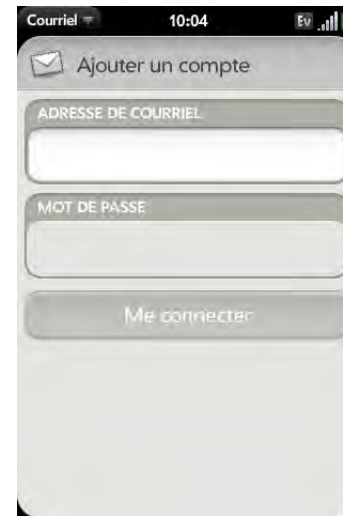 Courriel 10:04 Ev
Ajouter un compte
ADRESSE DE COURRIEL
MOT DE PASSE
Me connecter